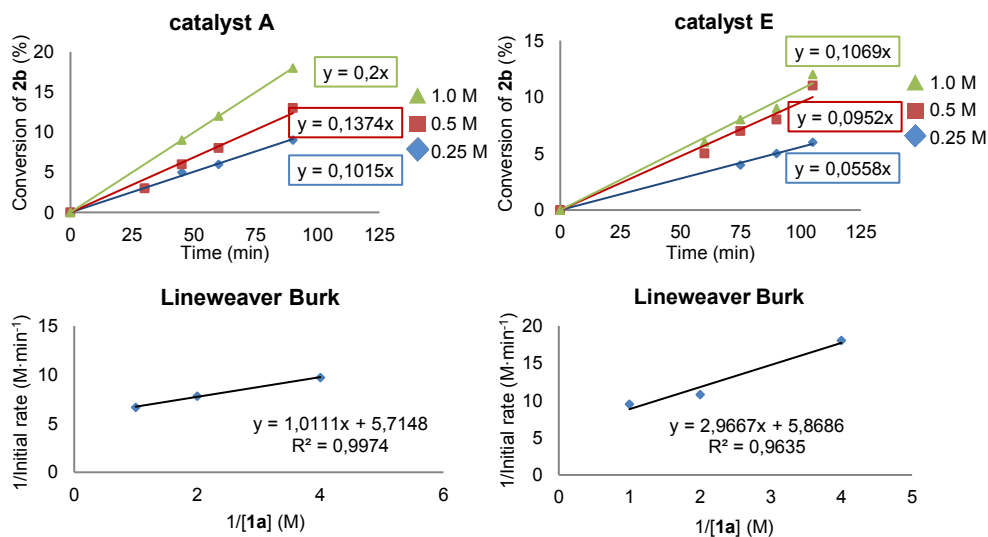 catalyst A
Conversion of 2b (%)
20
15
10
5
0
0 25 50 75 100 125
Time (min)
y = 0,2x
y = 0,1374x
y = 0,1015x
1.0 M
0.5 M
0.25 M
catalyst E
Conversion of 2b (%)
15
10
5
0
0 25 50 75 100 125
Time (min)
y = 0,1069x
y = 0,0952x
y = 0,0558x
1.0 M
0.5 M
0.25 M
Lineweaver Burk
1/Initial rate (M·min⁻¹)
15
10
5
0
0 2 4 6
1/[1a] (M)
y = 1,0111x + 5,7148
R² = 0,9974
Lineweaver Burk
1/Initial rate (M·min⁻¹)
20
15
10
5
0
0 1 2 3 4 5
1/[1a] (M)
y = 2,9667x + 5,8686
R² = 0,9635